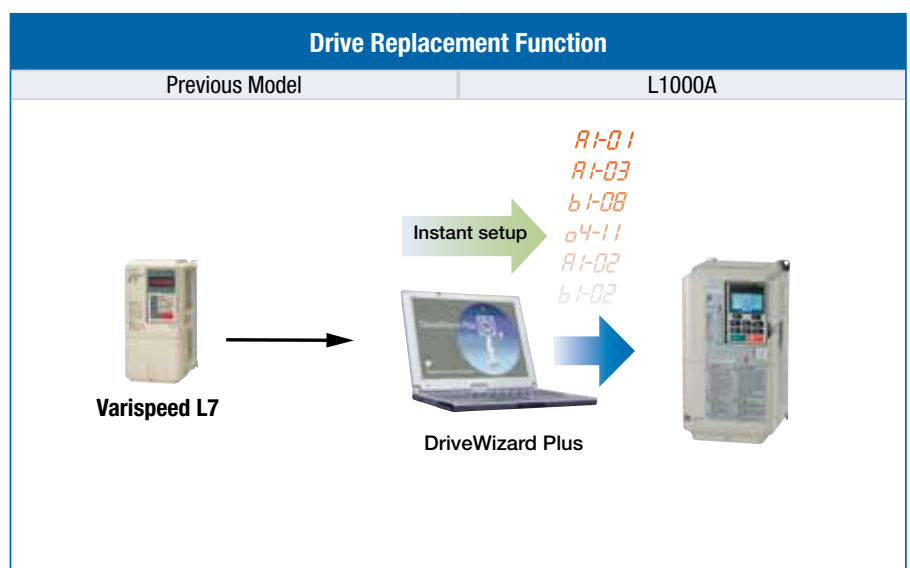 Drive Replacement Function
Previous Model
L1000A
A1-01
A1-03
b1-08
Instant setup
o4-11
A1-02
b1-02
Varispeed L7
DriveWizard Plus